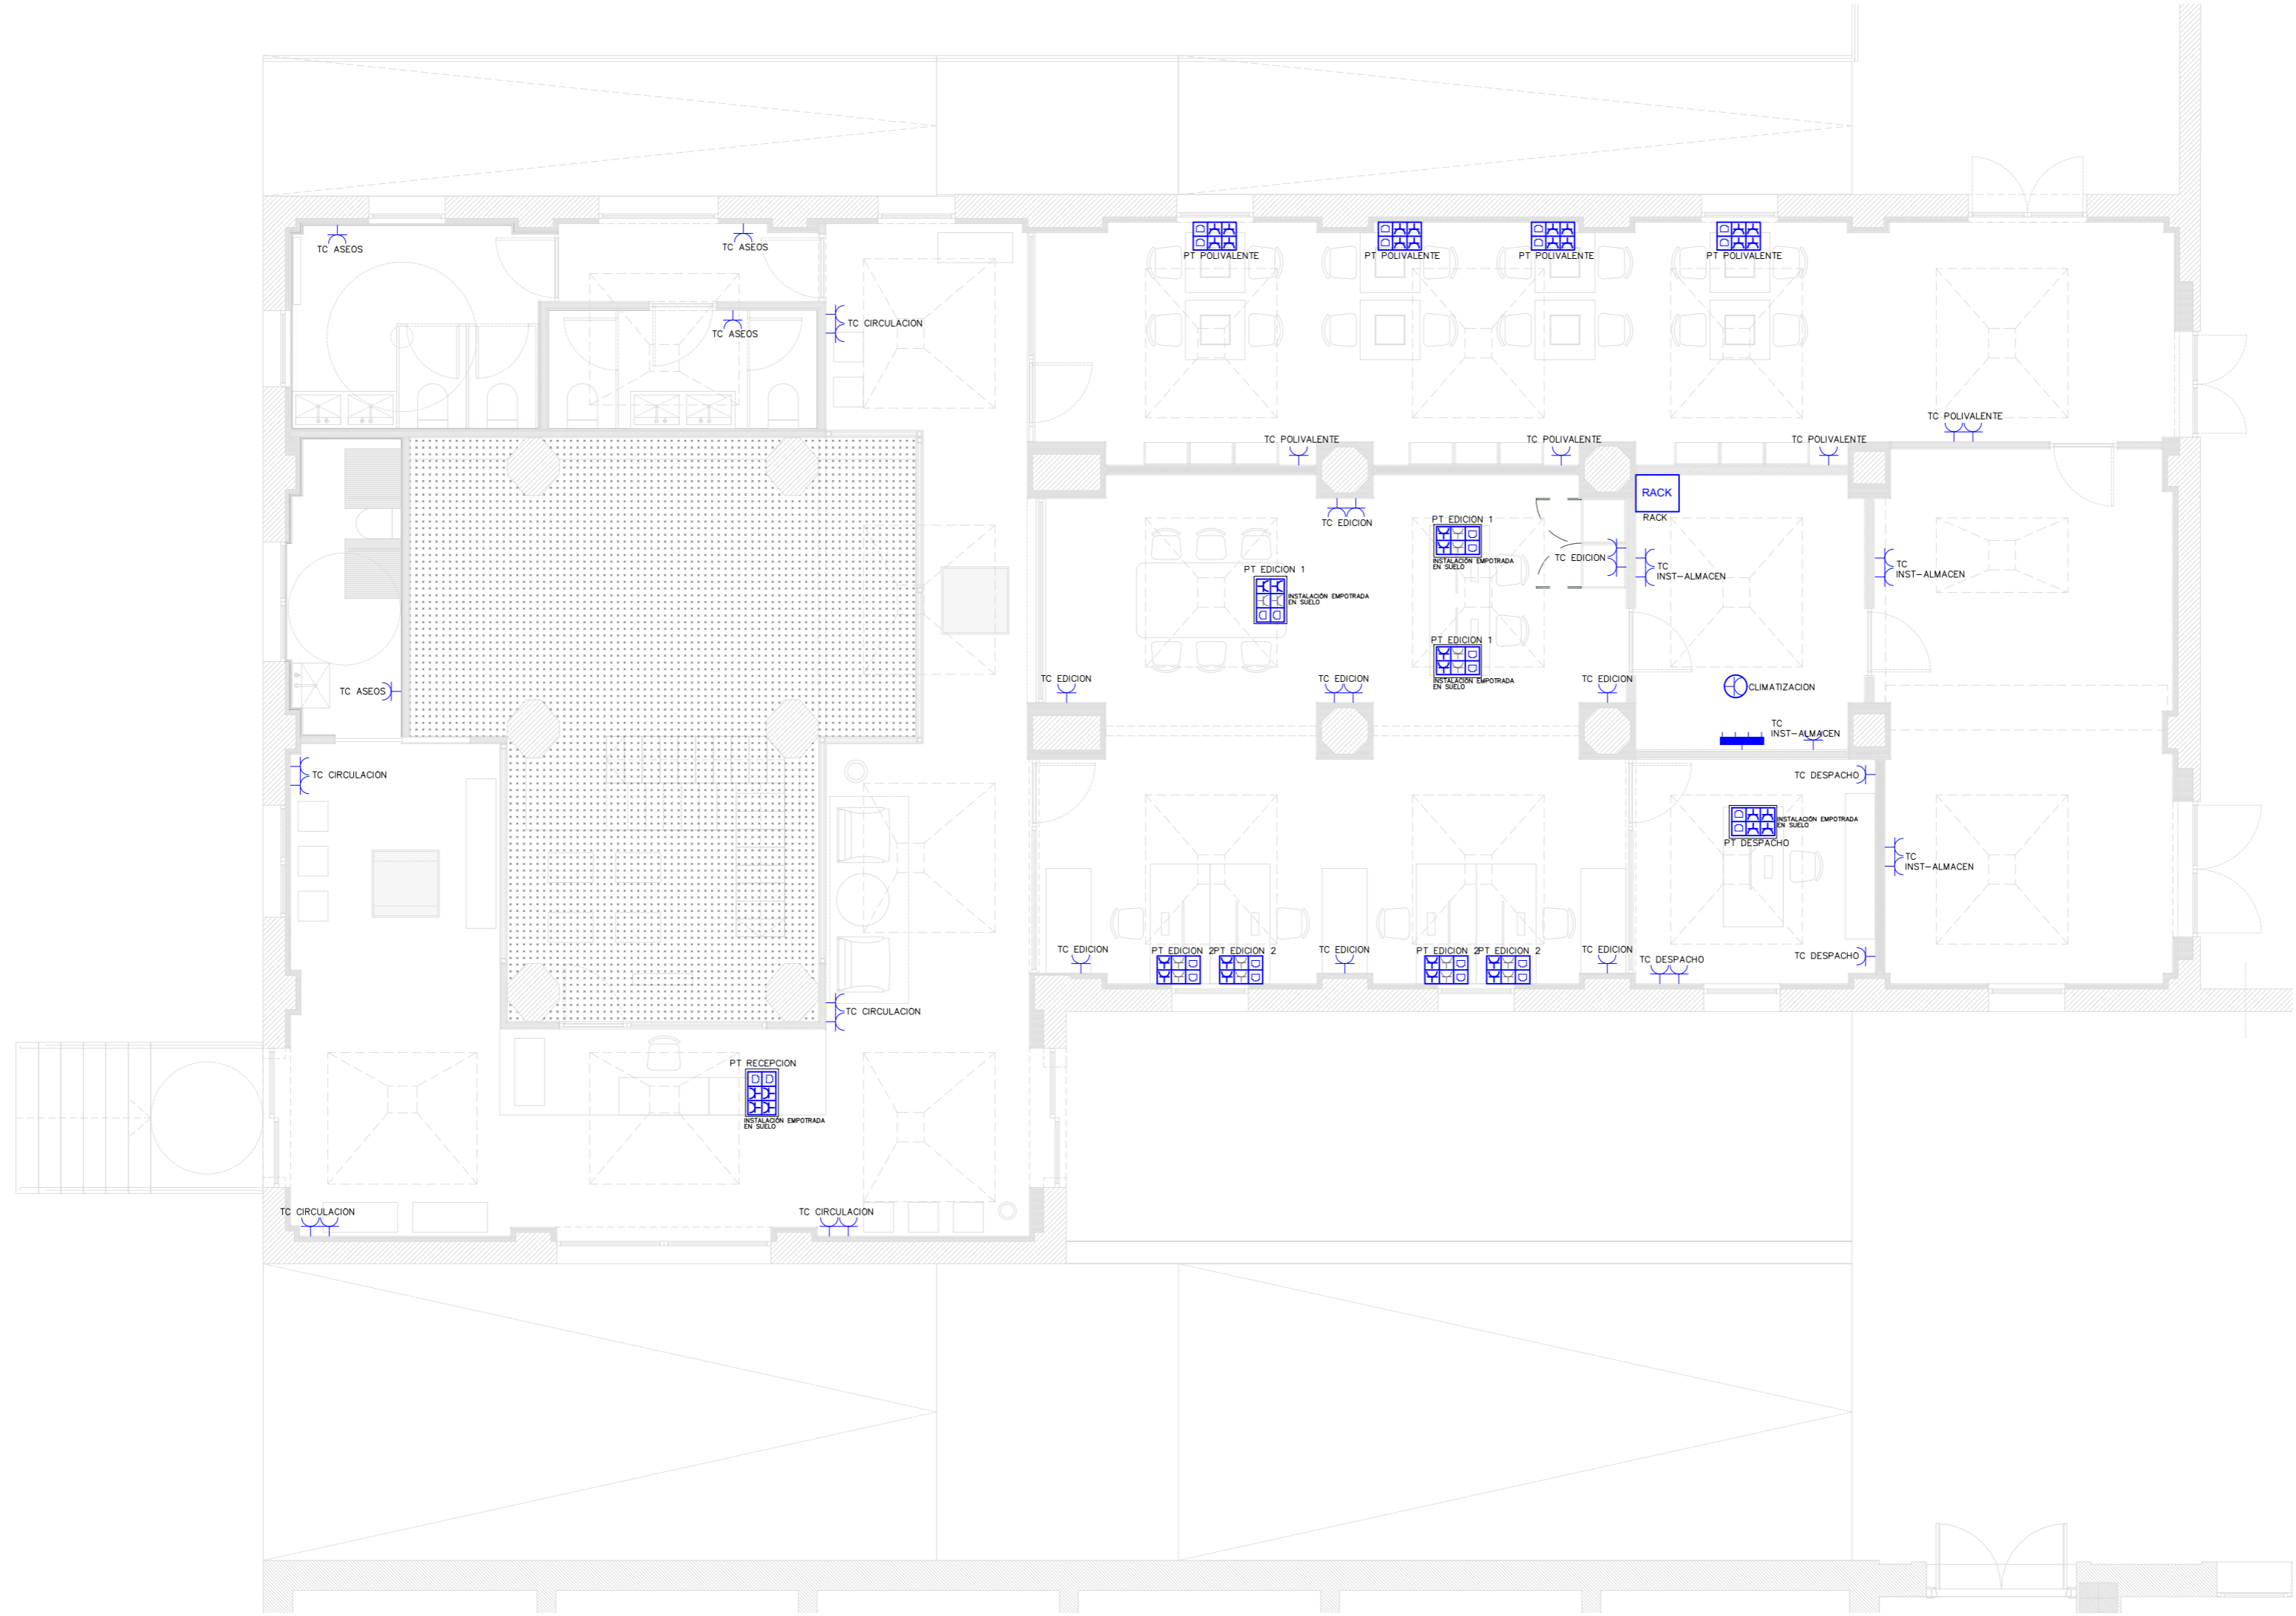 TC ASEOS
TC ASEOS
PT POLIVALENTE
PT POLIVALENTE
PT POLIVALENTE
PT POLIVALENTE
TC CIRCULACION
TC ASEOS
TC POLIVALENTE
TC POLIVALENTE
TC POLIVALENTE
TC POLIVALENTE
RACK
RACK
TC EDICION
PT EDICION 1
INSTALACIÓN EMPOTRADA
EN SUELO
TC EDICION
TC
INST-ALMACEN
TC
INST-ALMACEN
PT EDICION 1
INSTALACIÓN EMPOTRADA
EN SUELO
PT EDICION 1
INSTALACIÓN EMPOTRADA
EN SUELO
TC ASEOS
TC EDICION
TC EDICION
TC EDICION
CLIMATIZACION
TC
INST-ALMACEN
TC CIRCULACION
TC DESPACHO
INSTALACIÓN EMPOTRADA
EN SUELO
PT DESPACHO
TC
INST-ALMACEN
TC EDICION
PT EDICION 2
PT EDICION 2
TC EDICION
PT EDICION 2
PT EDICION 2
TC EDICION
TC DESPACHO
TC DESPACHO
TC CIRCULACION
PT RECEPCION
INSTALACIÓN EMPOTRADA
EN SUELO
TC CIRCULACION
TC CIRCULACION